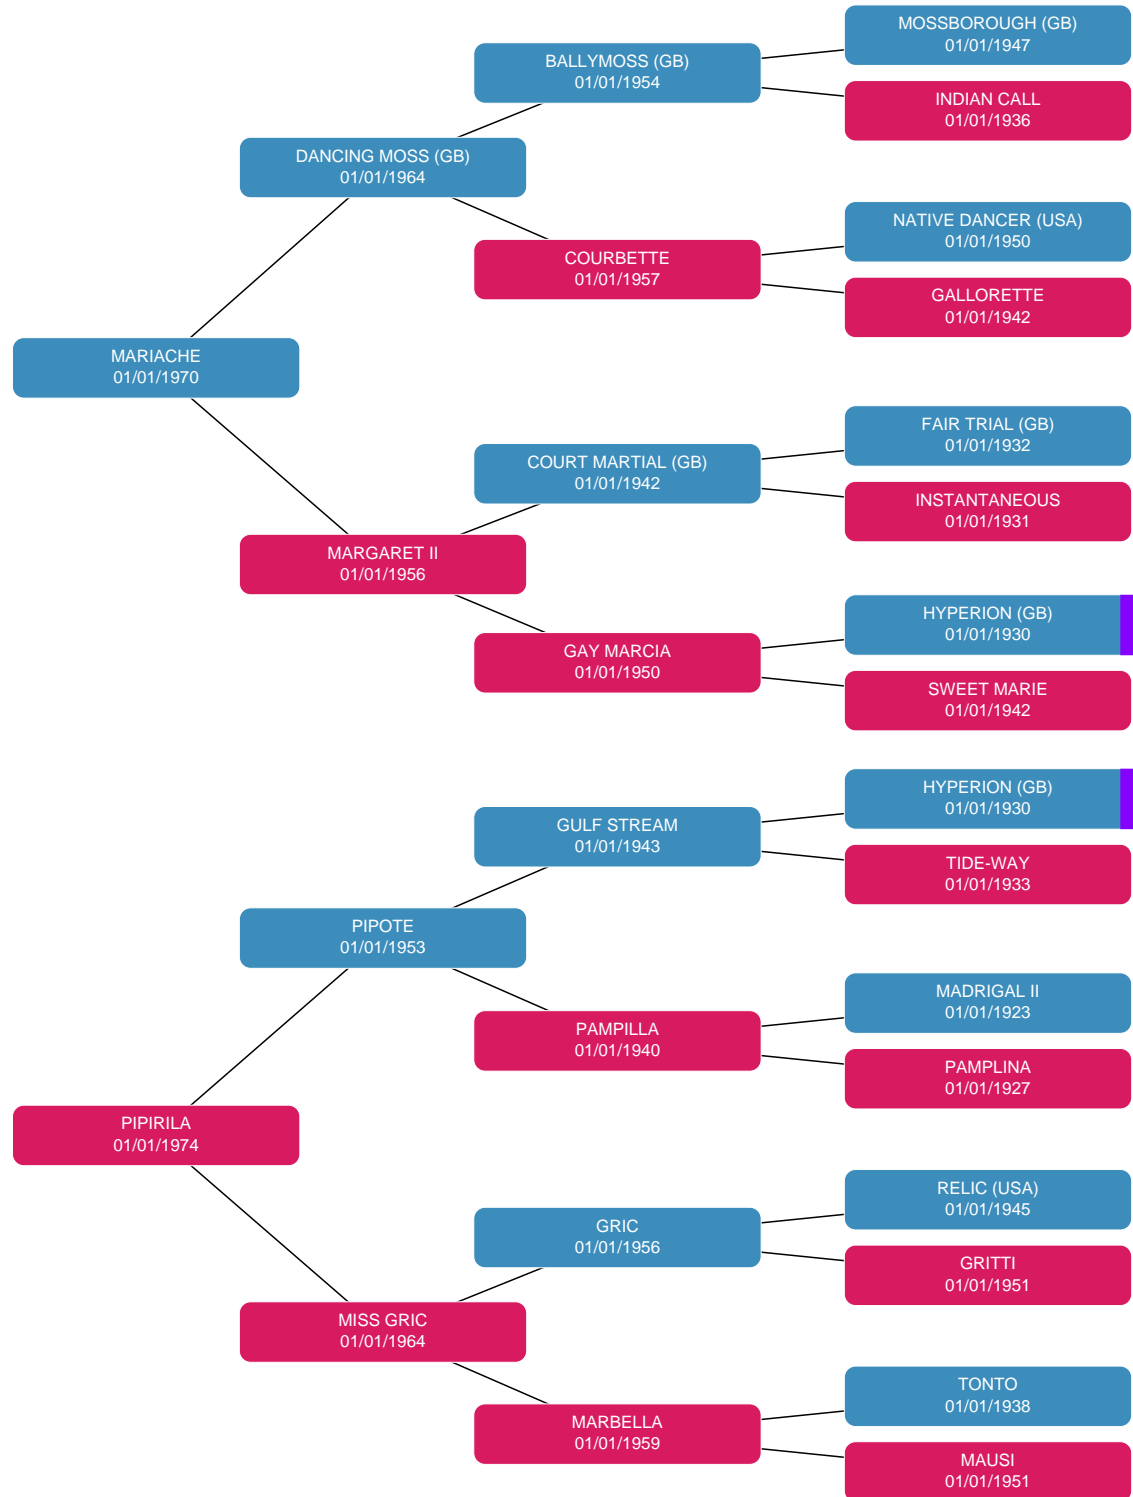 MOSSBOROUGH (GB)
01/01/1947
BALLYMOSS (GB)
01/01/1954
INDIAN CALL
01/01/1936
DANCING MOSS (GB)
01/01/1964
NATIVE DANCER (USA)
01/01/1950
COURBETTE
01/01/1957
GALLORETTE
01/01/1942
MARIACHE
01/01/1970
FAIR TRIAL (GB)
01/01/1932
COURT MARTIAL (GB)
01/01/1942
INSTANTANEOUS
01/01/1931
MARGARET II
01/01/1956
HYPERION (GB)
01/01/1930
GAY MARCIA
01/01/1950
SWEET MARIE
01/01/1942
HYPERION (GB)
01/01/1930
GULF STREAM
01/01/1943
TIDE-WAY
01/01/1933
PIPOTE
01/01/1953
MADRIGAL II
01/01/1923
PAMPILLA
01/01/1940
PAMPLINA
01/01/1927
PIPIRILA
01/01/1974
RELIC (USA)
01/01/1945
GRIC
01/01/1956
GRITTI
01/01/1951
MISS GRIC
01/01/1964
TONTO
01/01/1938
MARBELLA
01/01/1959
MAUSI
01/01/1951